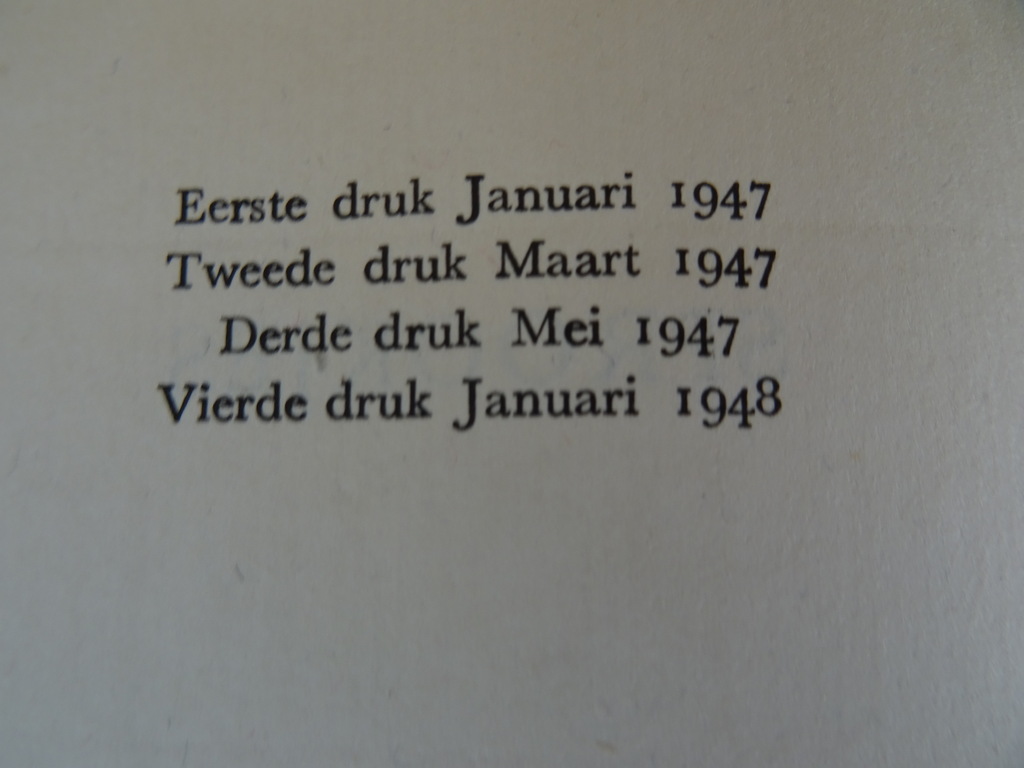 Eerste druk Januari 1947
Tweede druk Maart 1947
Derde druk Mei 1947
Vierde druk Januari 1948